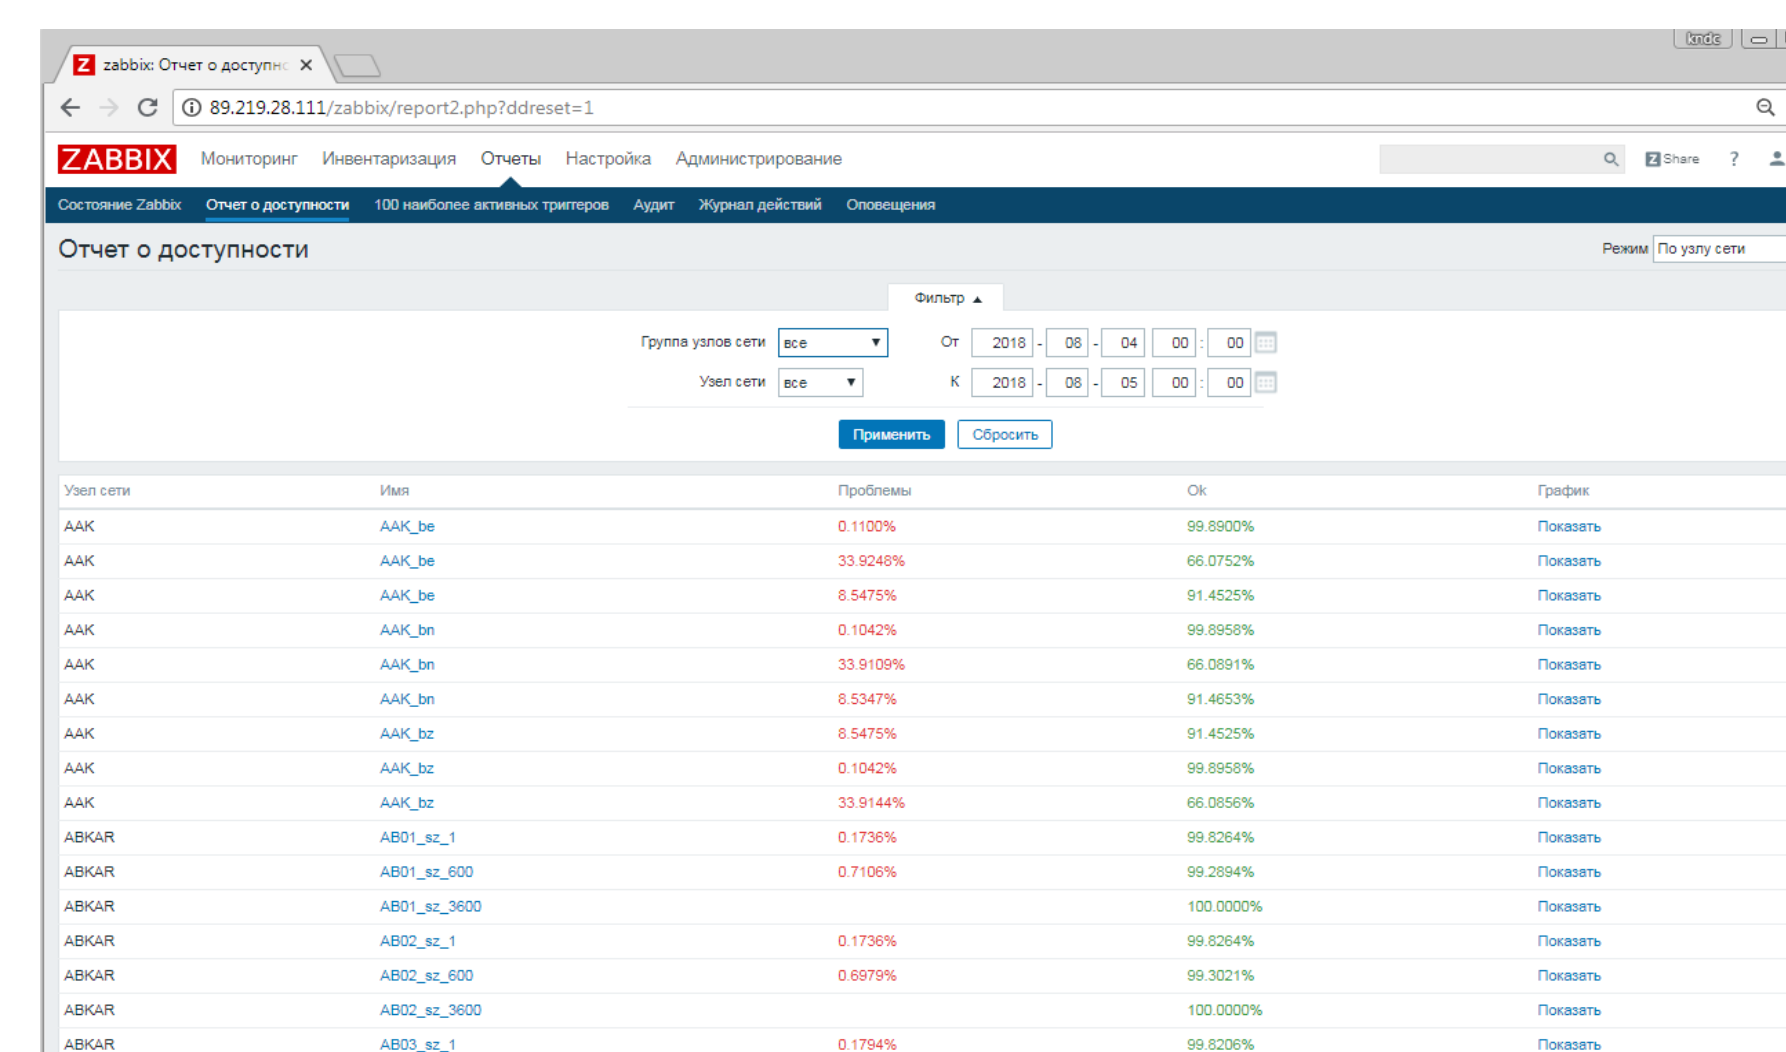 kndc
zabbix: Отчет о доступнс
89.219.28.111/zabbix/report2.php?ddreset=1
ZABBIX Мониторинг Инвентаризация Отчеты Настройка Администрирование Z Share ?
Состояние Zabbix Отчет о доступности 100 наиболее активных триггеров Аудит Журнал действий Оповещения
Отчет о доступности Режим По узлу сети
Фильтр ▲
Группа узлов сети все ▼ От 2018 - 08 - 04 00 : 00
Узел сети все ▼ К 2018 - 08 - 05 00 : 00
Применить Сбросить
Узел сети Имя Проблемы Ok График
AAK AAK_be 0.1100% 99.8900% Показать
AAK AAK_be 33.9248% 66.0752% Показать
AAK AAK_be 8.5475% 91.4525% Показать
AAK AAK_bn 0.1042% 99.8958% Показать
AAK AAK_bn 33.9109% 66.0891% Показать
AAK AAK_bn 8.5347% 91.4653% Показать
AAK AAK_bz 8.5475% 91.4525% Показать
AAK AAK_bz 0.1042% 99.8958% Показать
AAK AAK_bz 33.9144% 66.0856% Показать
ABKAR AB01_sz_1 0.1736% 99.8264% Показать
ABKAR AB01_sz_600 0.7106% 99.2894% Показать
ABKAR AB01_sz_3600 100.0000% Показать
ABKAR AB02_sz_1 0.1736% 99.8264% Показать
ABKAR AB02_sz_600 0.6979% 99.3021% Показать
ABKAR AB02_sz_3600 100.0000% Показать
ABKAR AB03_sz_1 0.1794% 99.8206% Показать